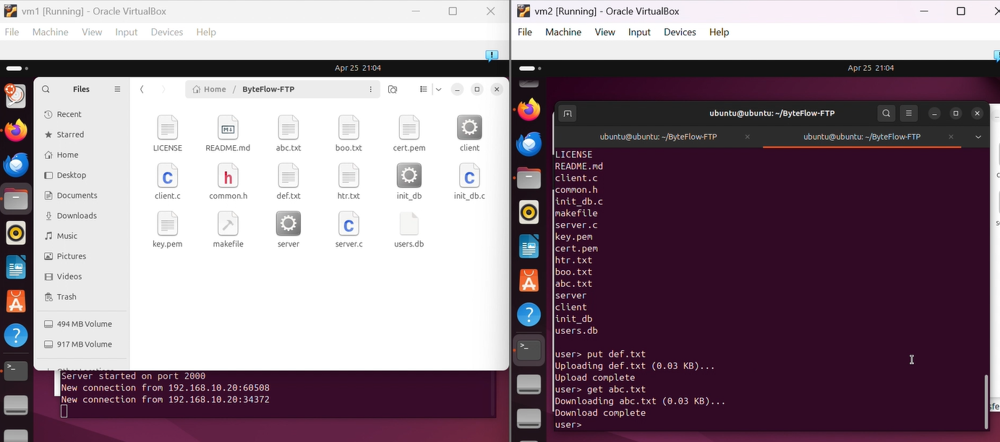 vm1 [Running] - Oracle VirtualBox
File Machine View Input Devices Help
Apr 25 21:04
Files
Home / ByteFlow-FTP
Recent
Starred
Home
Desktop
Documents
Downloads
Music
Pictures
Videos
Trash
494 MB Volume
917 MB Volume
LICENSE README.md abc.txt boo.txt cert.pem client
client.c common.h def.txt htr.txt init_db init_db.c
key.pem makefile server server.c users.db
Server started on port 2000
New connection from 192.168.10.20:60508
New connection from 192.168.10.20:34372
vm2 [Running] - Oracle VirtualBox
File Machine View Input Devices Help
Apr 25 21:04
ubuntu@ubuntu: ~/ByteFlow-FTP
ubuntu@ubuntu: ~/ByteFlow-FTP ubuntu@ubuntu: ~/ByteFlow-FTP
LICENSE
README.md
client.c
common.h
init_db.c
makefile
server.c
key.pem
cert.pem
htr.txt
boo.txt
abc.txt
server
client
init_db
users.db
user> put def.txt
Uploading def.txt (0.03 KB)...
Upload complete
user> get abc.txt
Downloading abc.txt (0.03 KB)...
Download complete
user>